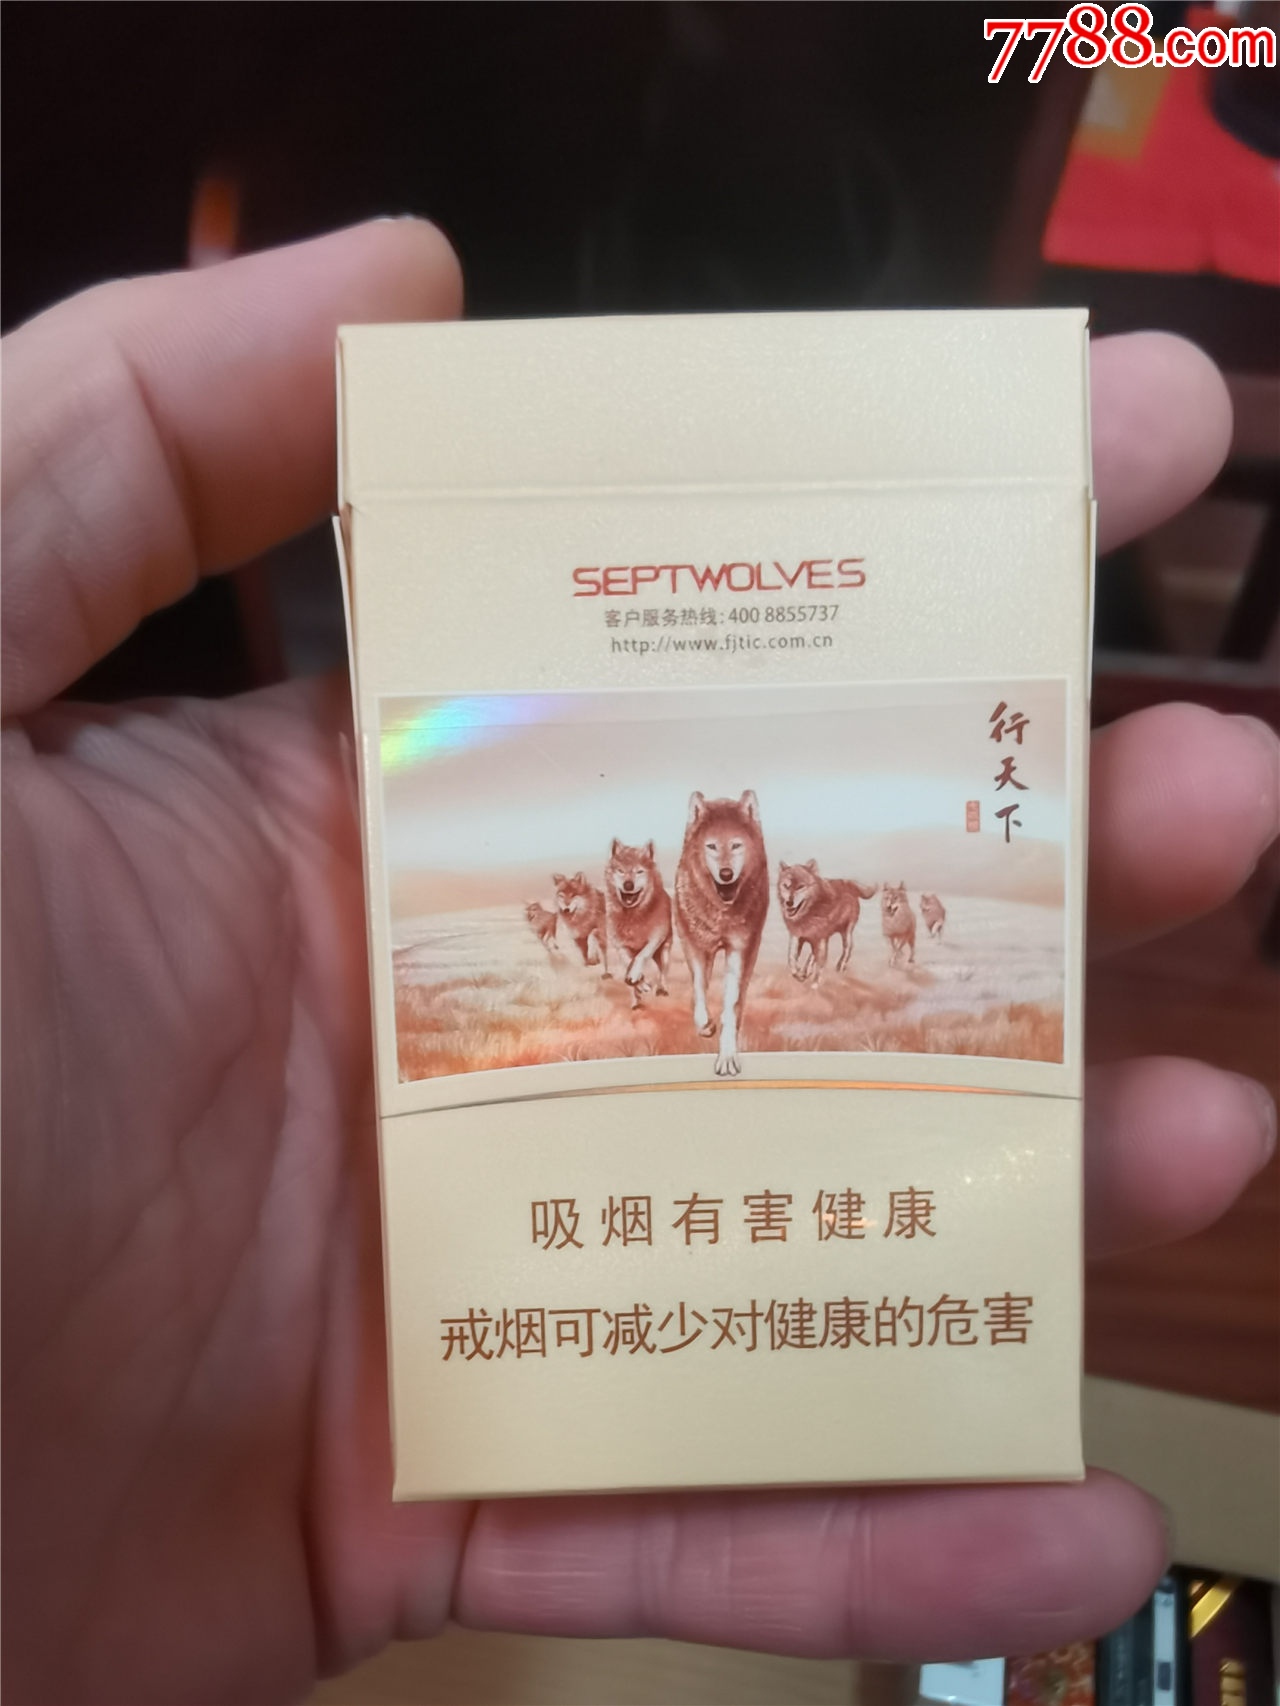 7788.com
SEPTWOLVES
客户服务热线:400 8855737
http://www.fjtic.com.cn
行天下
吸烟有害健康
戒烟可减少对健康的危害